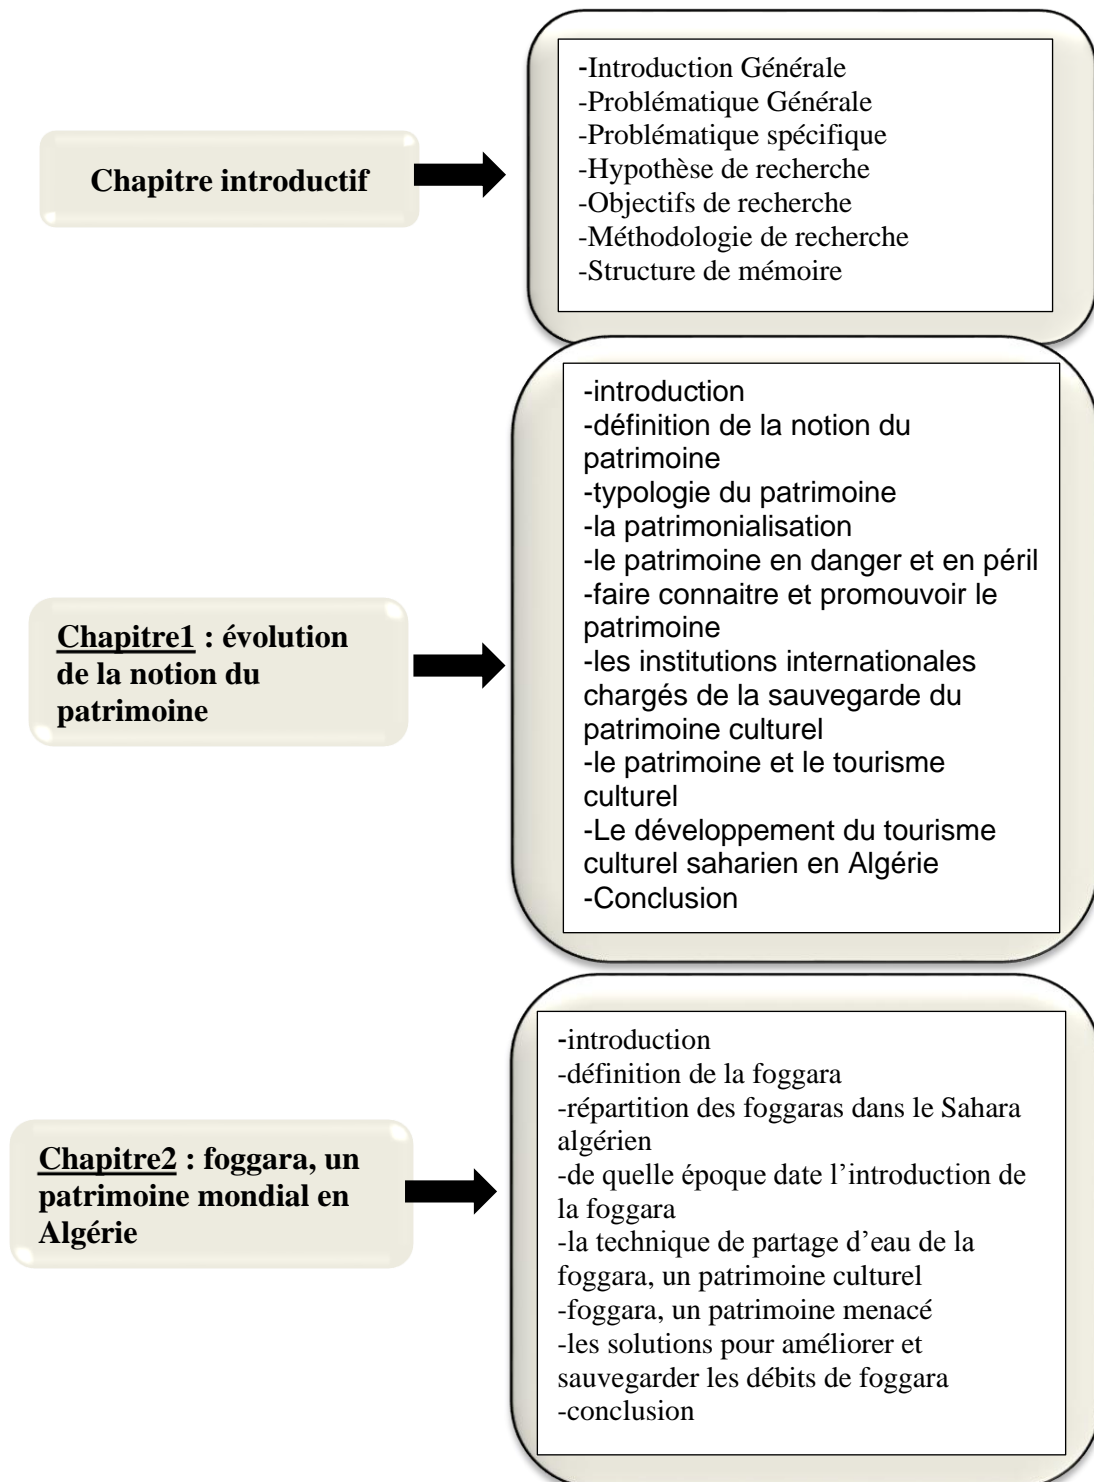 Chapitre introductif
-Introduction Générale
-Problématique Générale
-Problématique spécifique
-Hypothèse de recherche
-Objectifs de recherche
-Méthodologie de recherche
-Structure de mémoire
Chapitre1 : évolution
de la notion du
patrimoine
-introduction
-définition de la notion du
patrimoine
-typologie du patrimoine
-la patrimonialisation
-le patrimoine en danger et en péril
-faire connaitre et promouvoir le
patrimoine
-les institutions internationales
chargés de la sauvegarde du
patrimoine culturel
-le patrimoine et le tourisme
culturel
-Le développement du tourisme
culturel saharien en Algérie
-Conclusion
Chapitre2 : foggara, un
patrimoine mondial en
Algérie
-introduction
-définition de la foggara
-répartition des foggaras dans le Sahara
algérien
-de quelle époque date l’introduction de
la foggara
-la technique de partage d’eau de la
foggara, un patrimoine culturel
-foggara, un patrimoine menacé
-les solutions pour améliorer et
sauvegarder les débits de foggara
-conclusion